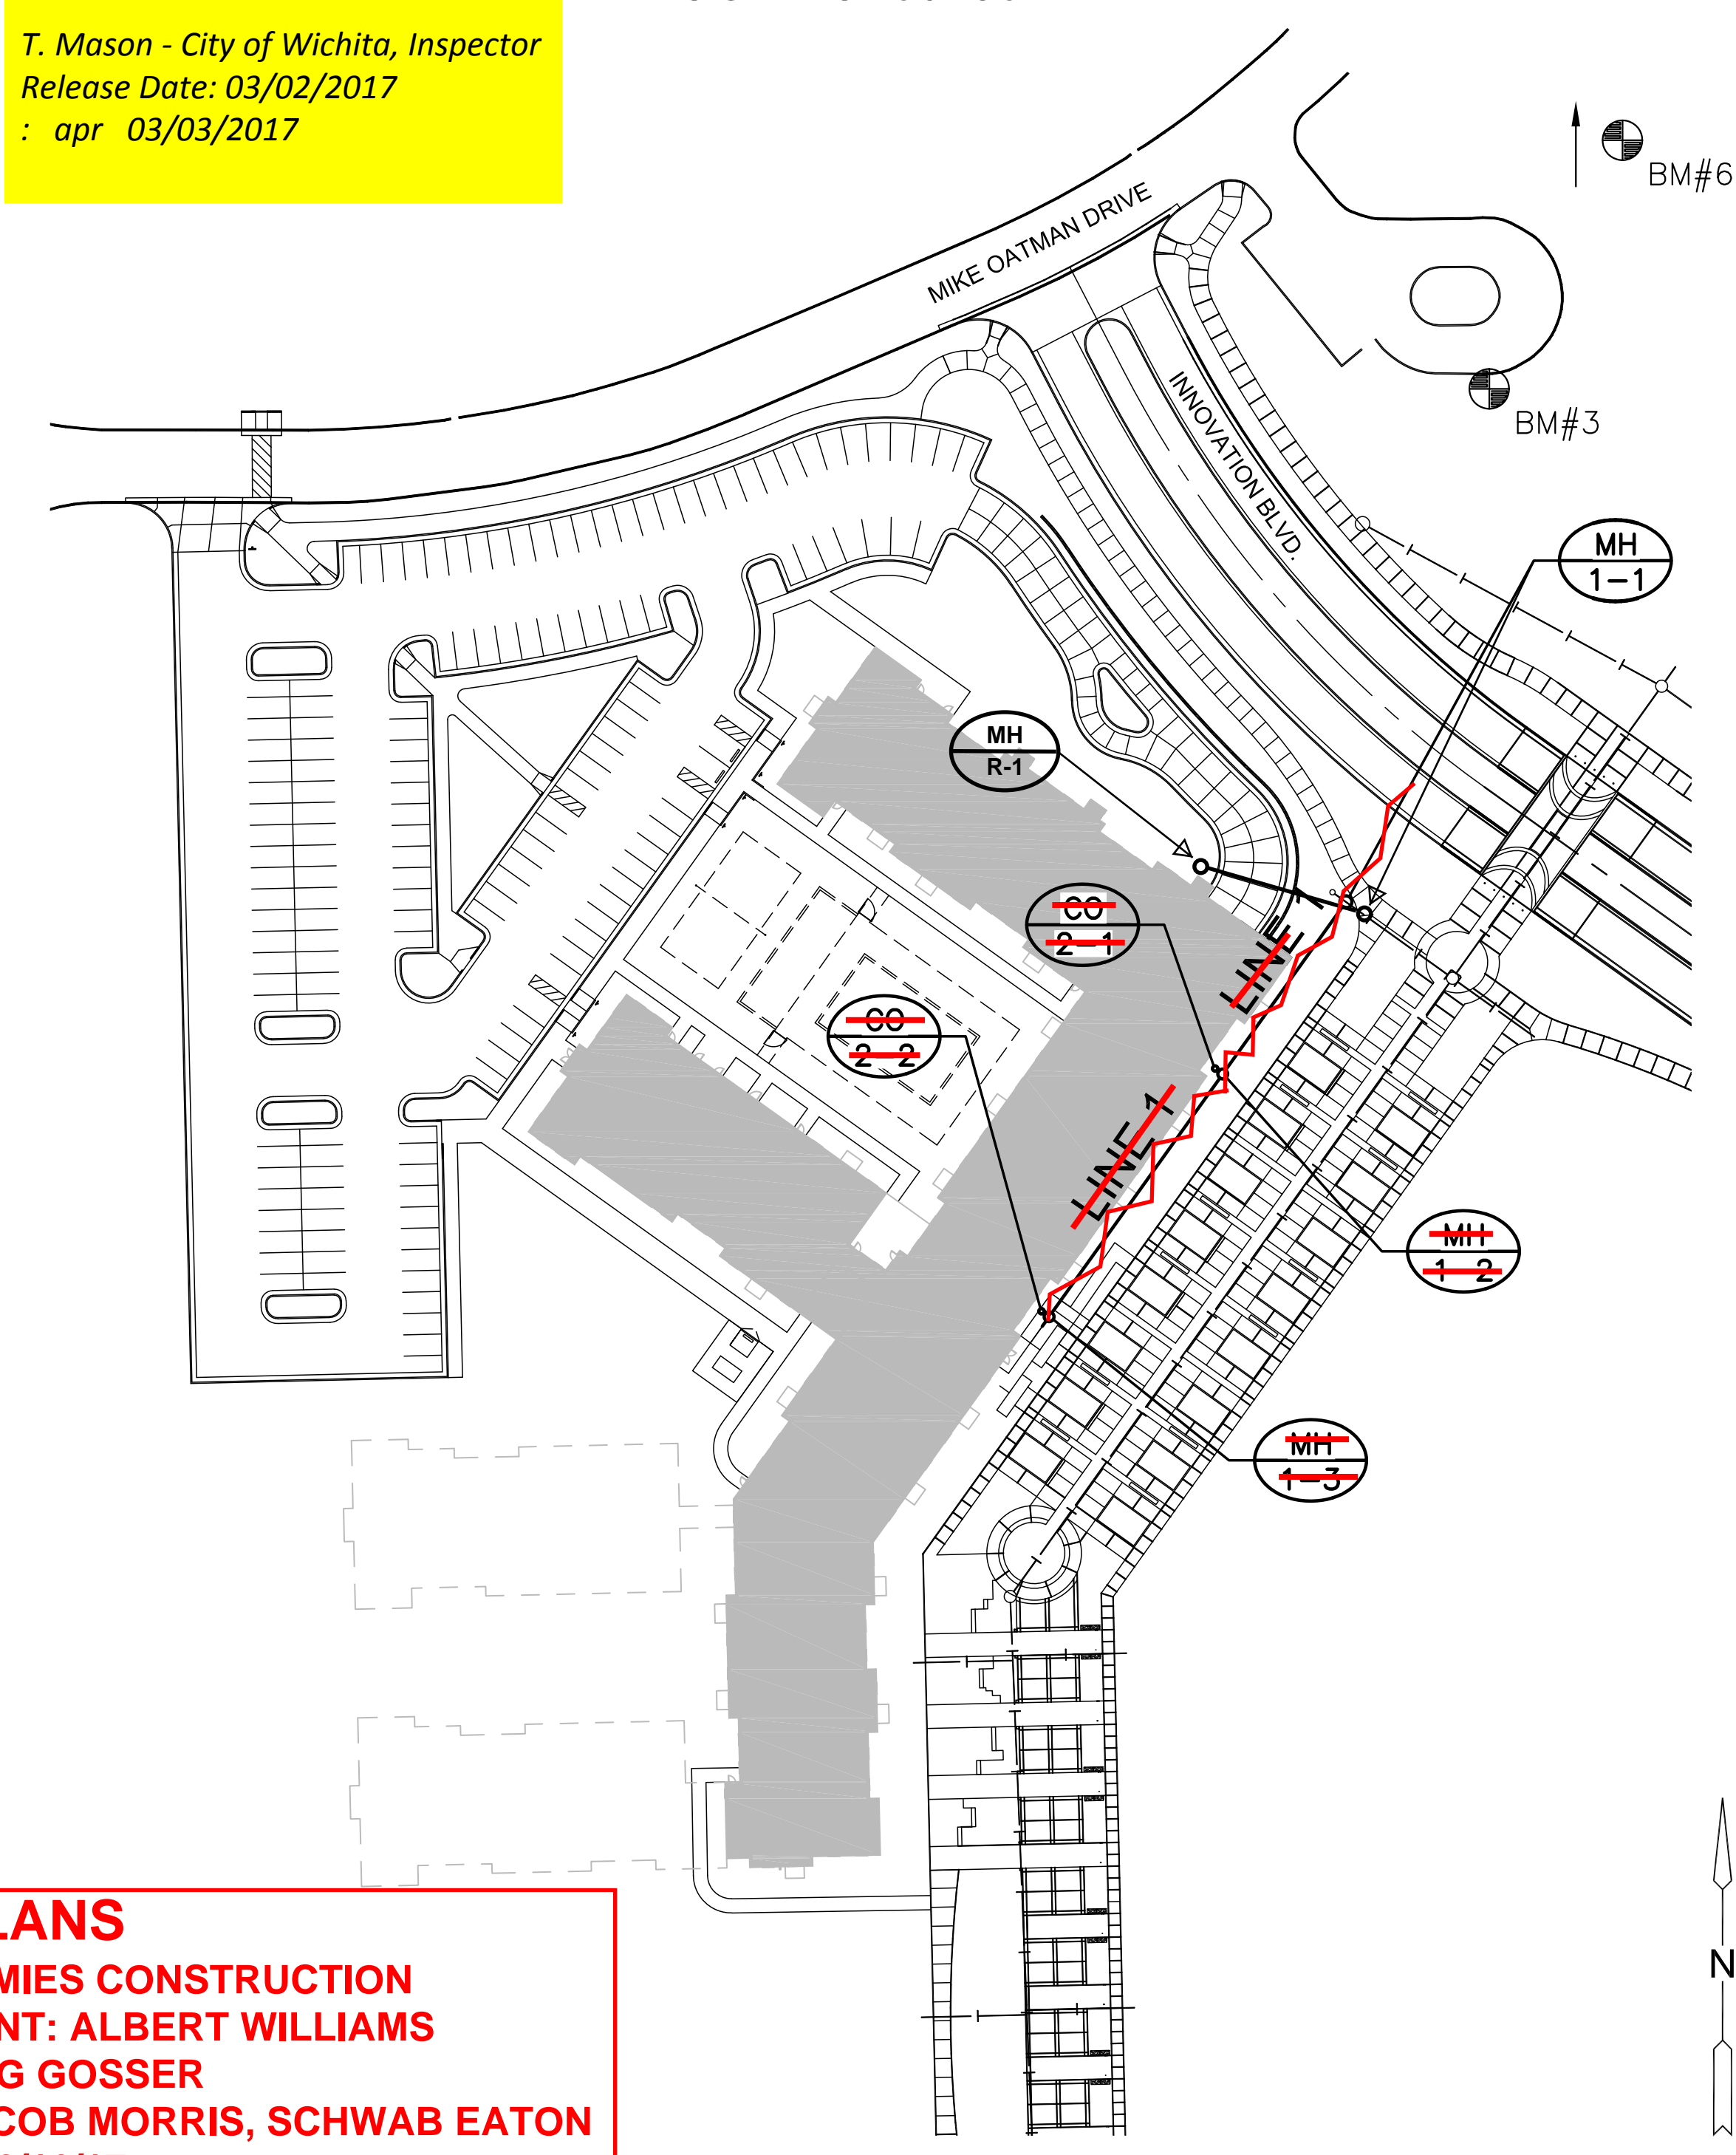 T. Mason - City of Wichita, Inspector
Release Date: 03/02/2017
: apr 03/03/2017
BM#6
MIKE OATMAN DRIVE
INNOVATION BLVD.
BM#3
MH
1-1
MH
R-1
CO
2-1
LINE 1
CO
2-2
LINE 1
MH
1-2
MH
1-3
LANS
MIES CONSTRUCTION
NT: ALBERT WILLIAMS
G GOSSER
COB MORRIS, SCHWAB EATON
N